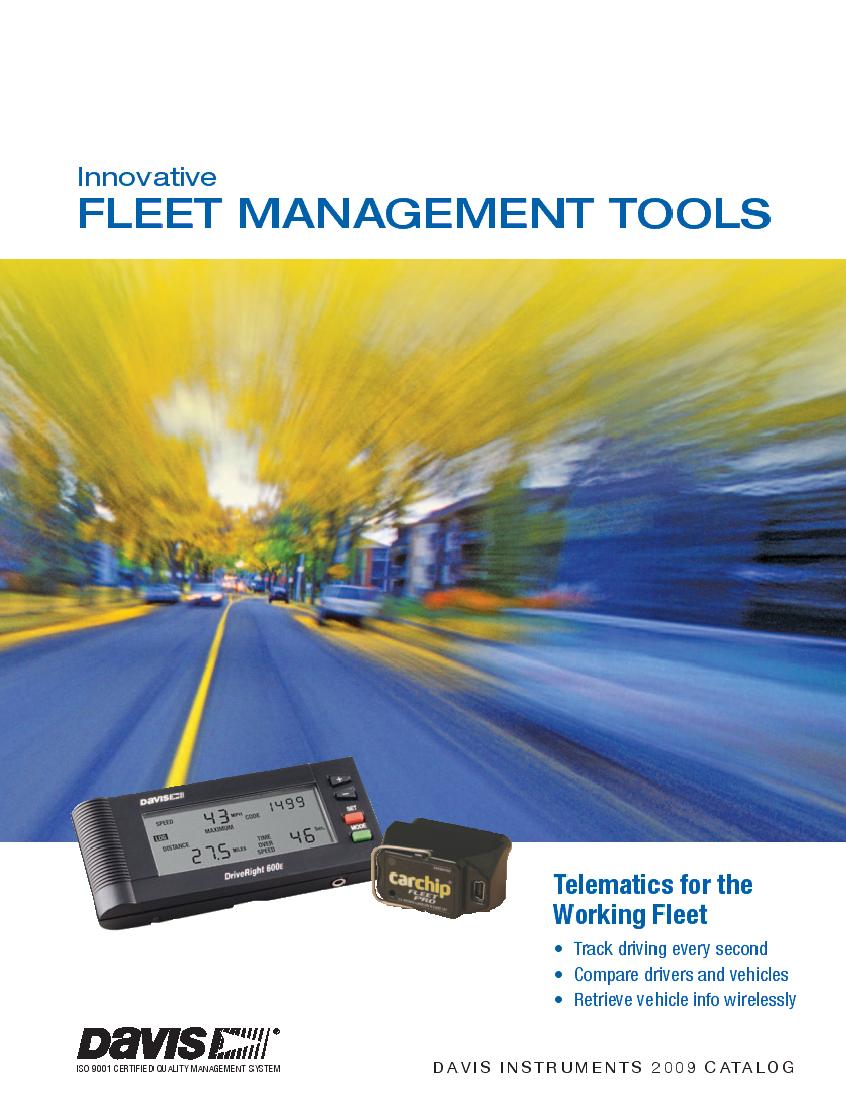 Innovative
FLEET MANAGEMENT TOOLS
DAVIS
SPEED 43 MPH CODE 1499
MAXIMUM
LOG
DISTANCE 27.5 MILES TIME OVER SPEED 46 Sec.
SET
MODE
DriveRight 600E
carchip
FLEET
PRO
Telematics for the
Working Fleet
• Track driving every second
• Compare drivers and vehicles
• Retrieve vehicle info wirelessly
DAVIS
ISO 9001 CERTIFIED QUALITY MANAGEMENT SYSTEM
DAVIS INSTRUMENTS 2009 CATALOG